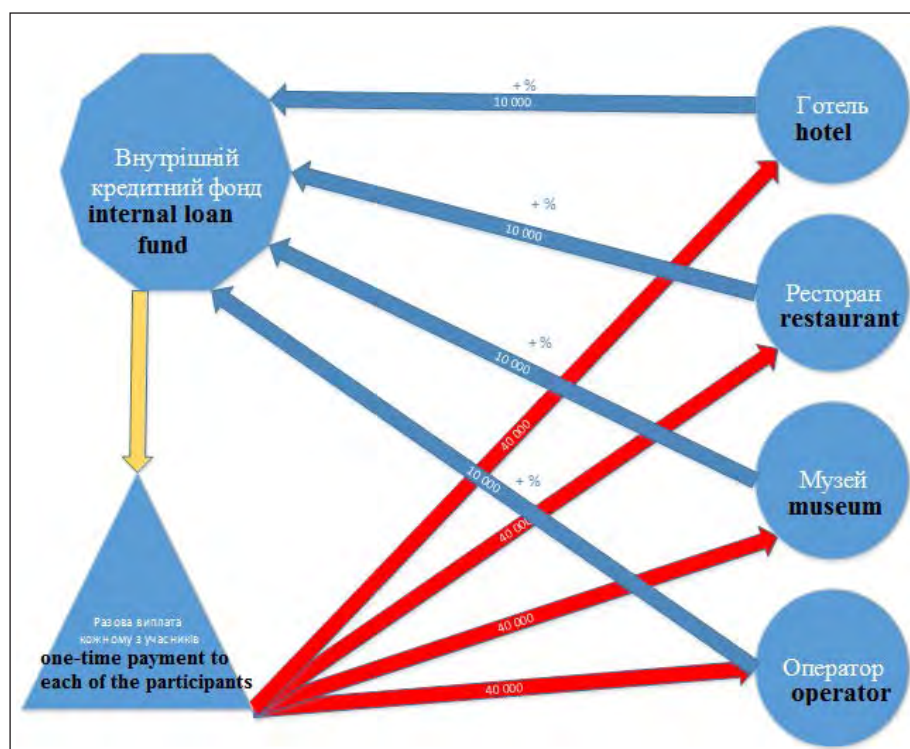 + %
10 000
Готель
hotel
Внутрішній
кредитний фонд
internal loan
fund
+ %
10 000
Ресторан
restaurant
+ %
10 000
40 000
Музей
museum
+ %
10 000
40 000
Разова виплата
кожному з учасників
one-time payment to
each of the participants
40 000
40 000
Оператор
operator